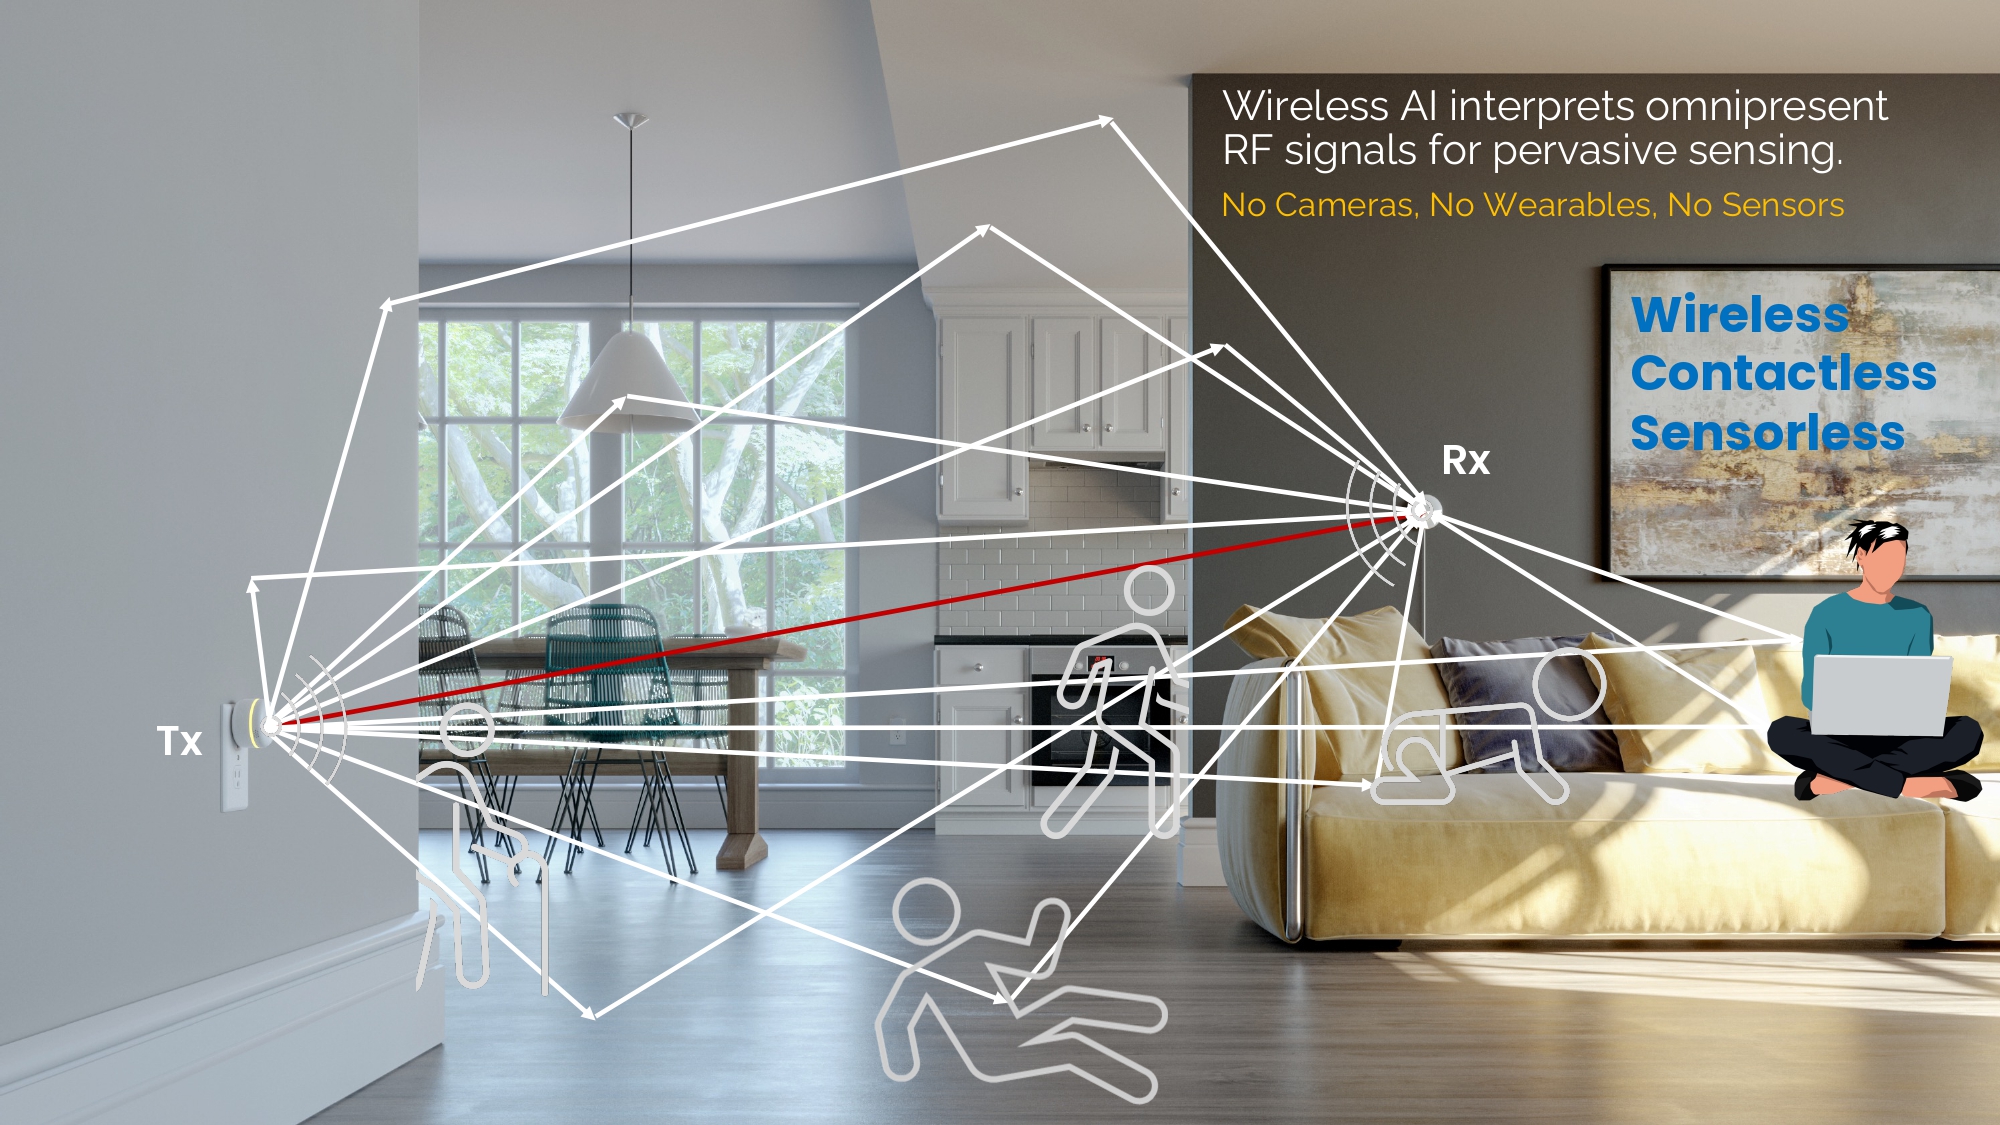 Wireless AI interprets omnipresent
RF signals for pervasive sensing.
No Cameras, No Wearables, No Sensors
Wireless
Contactless
Sensorless
Rx
Tx